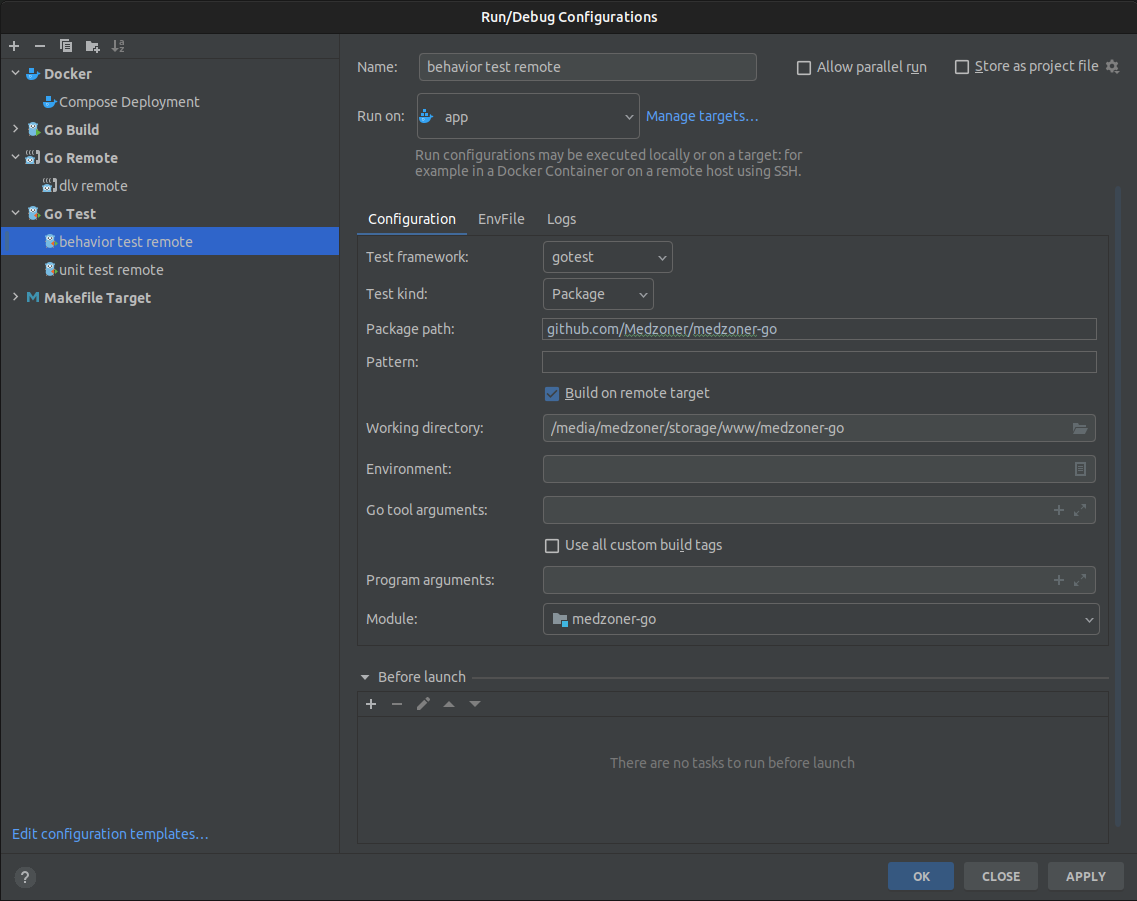 Run/Debug Configurations
Docker
Compose Deployment
Go Build
Go Remote
dlv remote
Go Test
behavior test remote
unit test remote
Makefile Target
Edit configuration templates...
Name: behavior test remote Allow parallel run Store as project file
Run on: app Manage targets...
Run configurations may be executed locally or on a target: for
example in a Docker Container or on a remote host using SSH.
Configuration EnvFile Logs
Test framework: gotest
Test kind: Package
Package path: github.com/Medzoner/medzoner-go
Pattern:
Build on remote target
Working directory: /media/medzoner/storage/www/medzoner-go
Environment:
Go tool arguments:
Use all custom build tags
Program arguments:
Module: medzoner-go
Before launch
There are no tasks to run before launch
? OK CLOSE APPLY